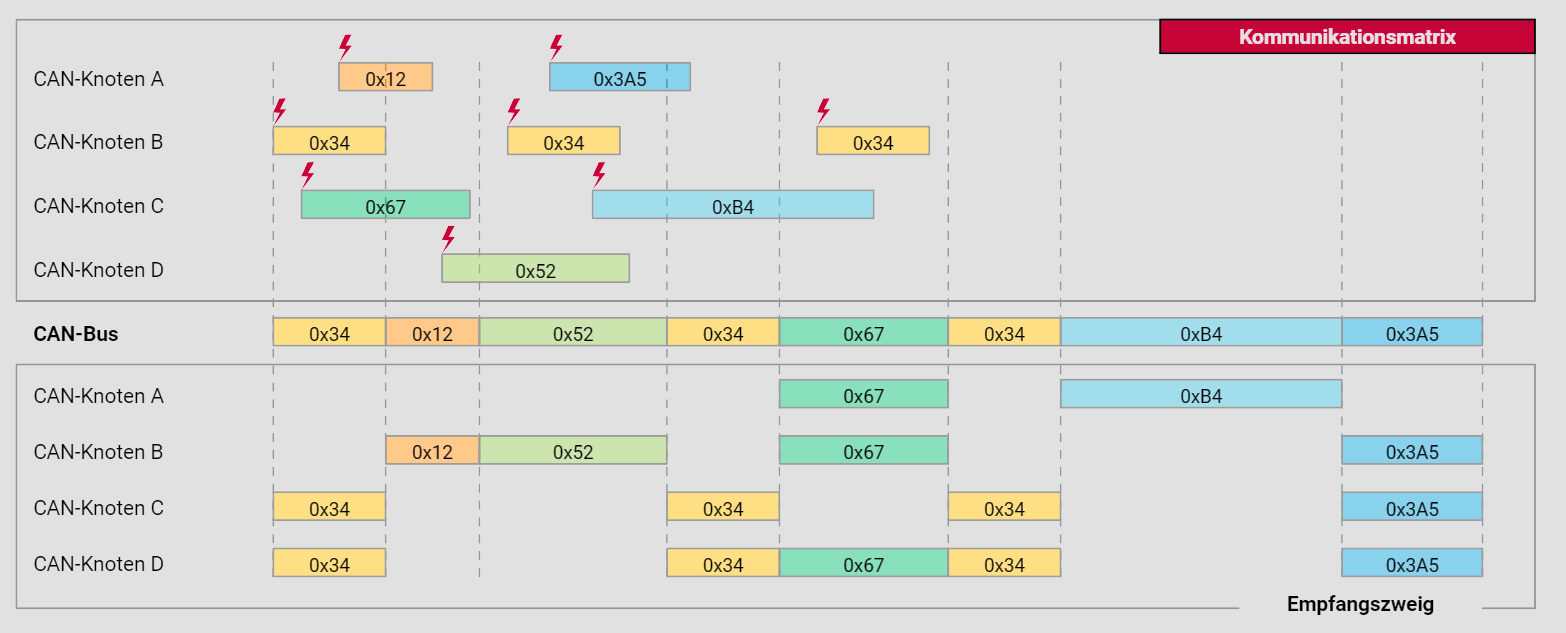 Kommunikationsmatrix
CAN-Knoten A 0x12 0x3A5
CAN-Knoten B 0x34 0x34 0x34
CAN-Knoten C 0x67 0xB4
CAN-Knoten D 0x52
CAN-Bus 0x34 0x12 0x52 0x34 0x67 0x34 0xB4 0x3A5
CAN-Knoten A 0x67 0xB4
CAN-Knoten B 0x12 0x52 0x67 0x3A5
CAN-Knoten C 0x34 0x34 0x34 0x3A5
CAN-Knoten D 0x34 0x34 0x67 0x34 0x3A5
Empfangszweig